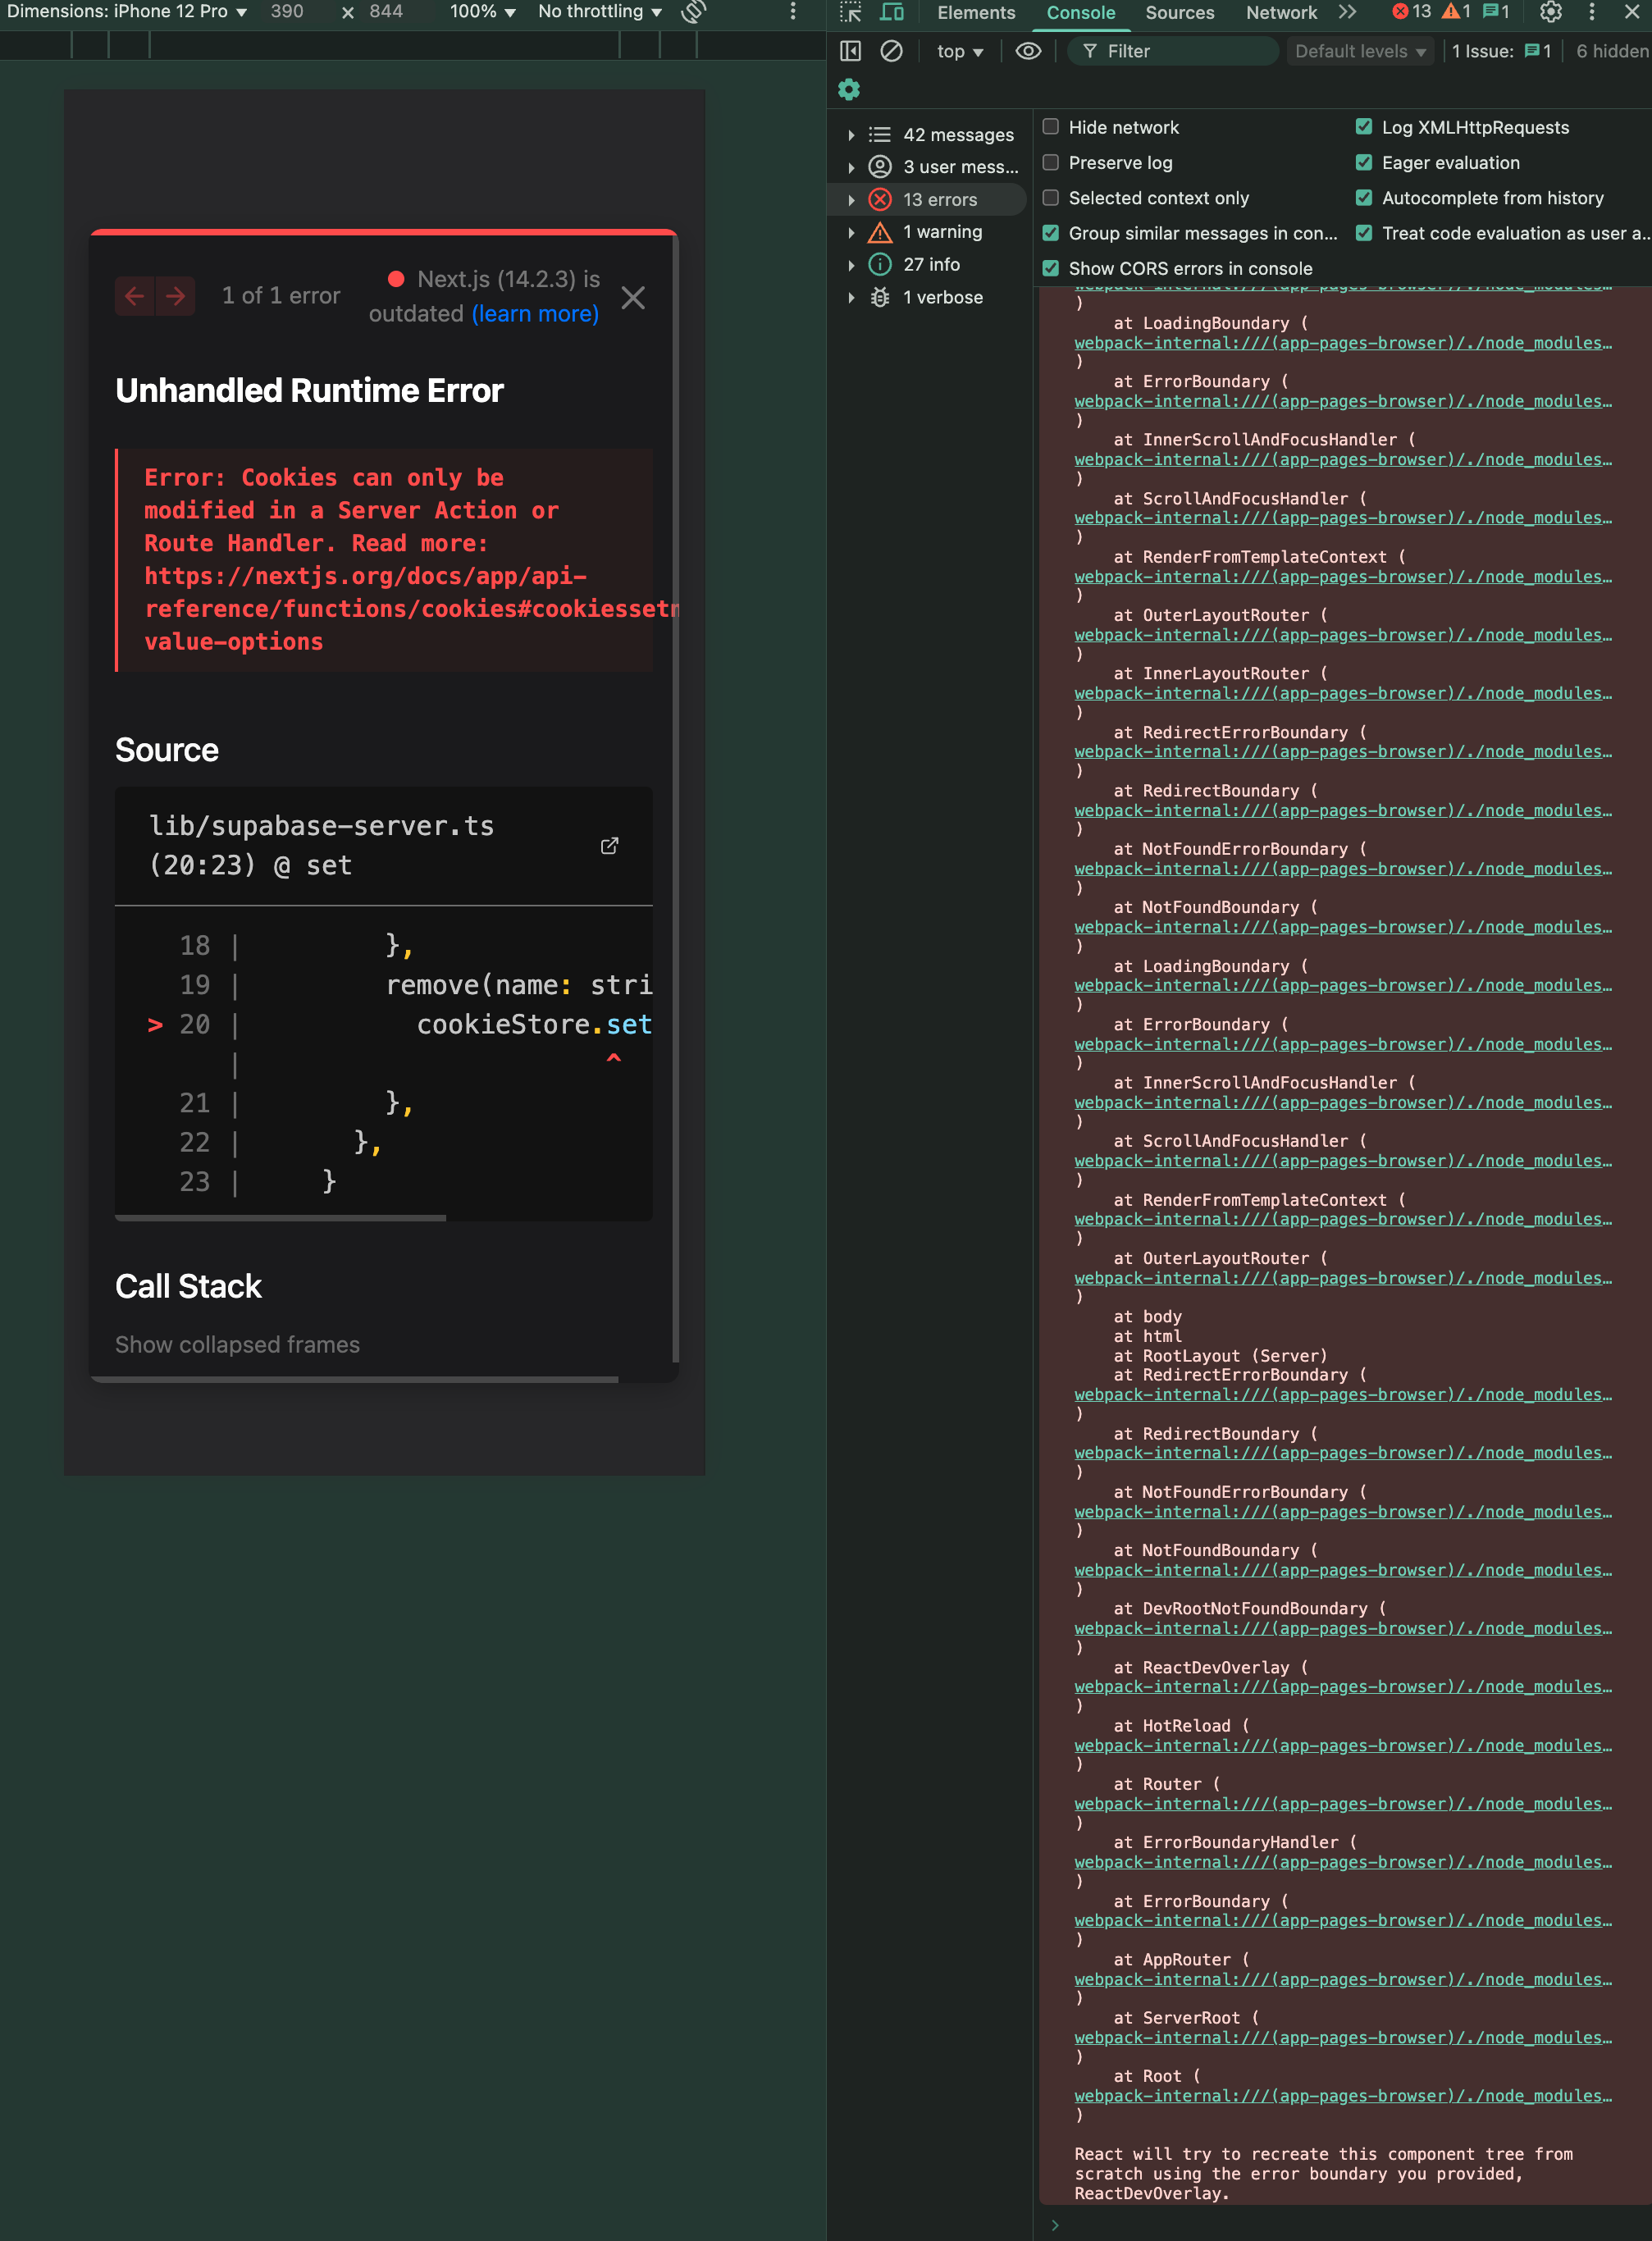 Dimensions: iPhone 12 Pro 390 × 844 100% No throttling
Elements Console Sources Network 13 1 1
top Filter Default levels 1 Issue: 1 6 hidden
42 messages
3 user mess...
13 errors
1 warning
27 info
1 verbose
Hide network
Log XMLHttpRequests
Preserve log
Eager evaluation
Selected context only
Autocomplete from history
Group similar messages in con...
Treat code evaluation as user a...
Show CORS errors in console
1 of 1 error
Next.js (14.2.3) is
outdated (learn more)
Unhandled Runtime Error
Error: Cookies can only be
modified in a Server Action or
Route Handler. Read more:
https://nextjs.org/docs/app/api-
reference/functions/cookies#cookiessetn
value-options
Source
lib/supabase-server.ts
(20:23) @ set
18 | },
19 | remove(name: stri
> 20 | cookieStore.set
| ^
21 | },
22 | },
23 | }
Call Stack
Show collapsed frames
webpack-internal:///(app-pages-browser)/./node_modules…
)
at LoadingBoundary (
webpack-internal:///(app-pages-browser)/./node_modules…
)
at ErrorBoundary (
webpack-internal:///(app-pages-browser)/./node_modules…
)
at InnerScrollAndFocusHandler (
webpack-internal:///(app-pages-browser)/./node_modules…
)
at ScrollAndFocusHandler (
webpack-internal:///(app-pages-browser)/./node_modules…
)
at RenderFromTemplateContext (
webpack-internal:///(app-pages-browser)/./node_modules…
)
at OuterLayoutRouter (
webpack-internal:///(app-pages-browser)/./node_modules…
)
at InnerLayoutRouter (
webpack-internal:///(app-pages-browser)/./node_modules…
)
at RedirectErrorBoundary (
webpack-internal:///(app-pages-browser)/./node_modules…
)
at RedirectBoundary (
webpack-internal:///(app-pages-browser)/./node_modules…
)
at NotFoundErrorBoundary (
webpack-internal:///(app-pages-browser)/./node_modules…
)
at NotFoundBoundary (
webpack-internal:///(app-pages-browser)/./node_modules…
)
at LoadingBoundary (
webpack-internal:///(app-pages-browser)/./node_modules…
)
at ErrorBoundary (
webpack-internal:///(app-pages-browser)/./node_modules…
)
at InnerScrollAndFocusHandler (
webpack-internal:///(app-pages-browser)/./node_modules…
)
at ScrollAndFocusHandler (
webpack-internal:///(app-pages-browser)/./node_modules…
)
at RenderFromTemplateContext (
webpack-internal:///(app-pages-browser)/./node_modules…
)
at OuterLayoutRouter (
webpack-internal:///(app-pages-browser)/./node_modules…
)
at body
at html
at RootLayout (Server)
at RedirectErrorBoundary (
webpack-internal:///(app-pages-browser)/./node_modules…
)
at RedirectBoundary (
webpack-internal:///(app-pages-browser)/./node_modules…
)
at NotFoundErrorBoundary (
webpack-internal:///(app-pages-browser)/./node_modules…
)
at NotFoundBoundary (
webpack-internal:///(app-pages-browser)/./node_modules…
)
at DevRootNotFoundBoundary (
webpack-internal:///(app-pages-browser)/./node_modules…
)
at ReactDevOverlay (
webpack-internal:///(app-pages-browser)/./node_modules…
)
at HotReload (
webpack-internal:///(app-pages-browser)/./node_modules…
)
at Router (
webpack-internal:///(app-pages-browser)/./node_modules…
)
at ErrorBoundaryHandler (
webpack-internal:///(app-pages-browser)/./node_modules…
)
at ErrorBoundary (
webpack-internal:///(app-pages-browser)/./node_modules…
)
at AppRouter (
webpack-internal:///(app-pages-browser)/./node_modules…
)
at ServerRoot (
webpack-internal:///(app-pages-browser)/./node_modules…
)
at Root (
webpack-internal:///(app-pages-browser)/./node_modules…
)
React will try to recreate this component tree from
scratch using the error boundary you provided,
ReactDevOverlay.